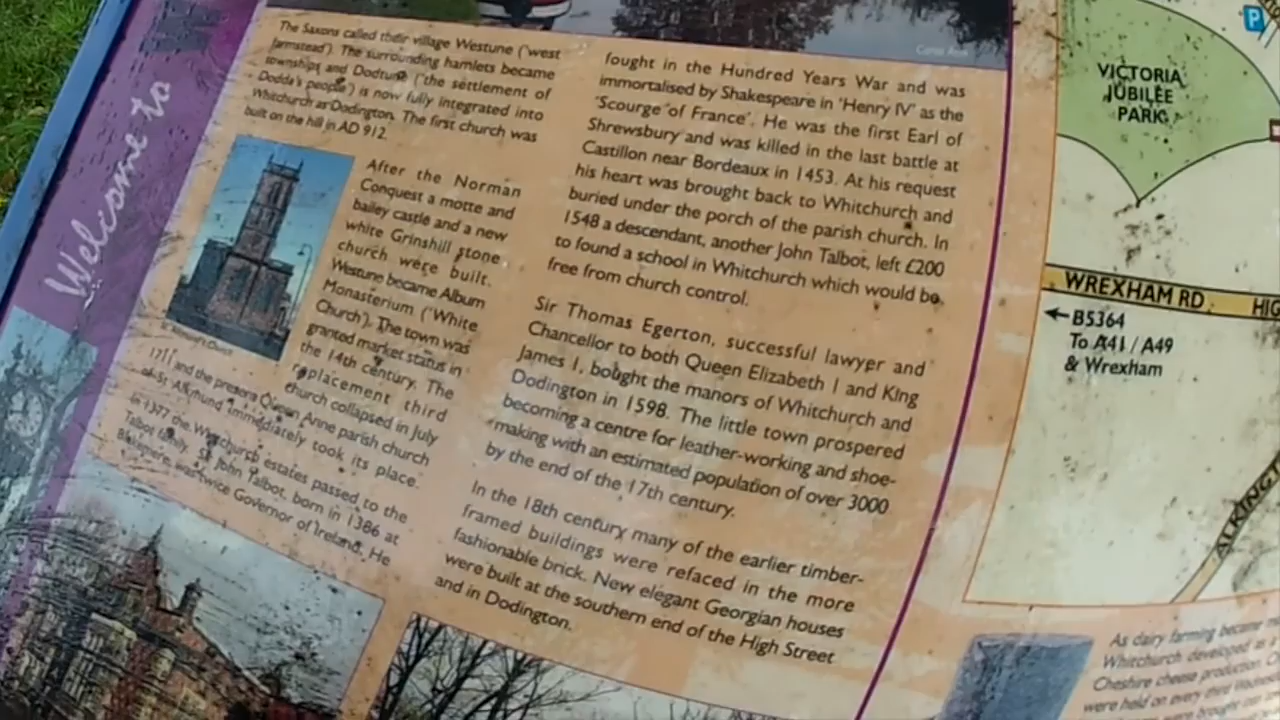 Welcome to
The Saxons called their village Westune ('west
farmstead'). The surrounding hamlets became
townships and Dodtune ('the settlement of
Dodda's people') is now fully integrated into
Whitchurch as Dodington. The first church was
built on the hill in AD 912.
After the Norman
Conquest a motte and
bailey castle and a new
white Grinshill stone
church were built.
Westune became Album
Monasterium ('White
Church'). The town was
granted market status in
the 14th century. The
replacement third
church collapsed in July
1711 and the present Queen Anne parish church
of St. Alkmund immediately took its place.
In 1377 the Whitchurch estates passed to the
Talbot family. Sir John Talbot, born in 1386 at
Blakemere, was twice Governor of Ireland. He
fought in the Hundred Years War and was
immortalised by Shakespeare in 'Henry IV' as the
'Scourge of France'. He was the first Earl of
Shrewsbury and was killed in the last battle at
Castillon near Bordeaux in 1453. At his request
his heart was brought back to Whitchurch and
buried under the porch of the parish church. In
1548 a descendant, another John Talbot, left £200
to found a school in Whitchurch which would be
free from church control.
Sir Thomas Egerton, successful lawyer and
Chancellor to both Queen Elizabeth I and King
James I, bought the manors of Whitchurch and
Dodington in 1598. The little town prospered
becoming a centre for leather-working and shoe-
making with an estimated population of over 3000
by the end of the 17th century.
In the 18th century many of the earlier timber-
framed buildings were refaced in the more
fashionable brick. New elegant Georgian houses
were built at the southern end of the High Street
and in Dodington.
P
VICTORIA
JUBILEE
PARK
WREXHAM RD
HIG
B5364
To A41 / A49
& Wrexham
ALKINGT
As dairy farming became
Whitchurch developed as
Cheshire cheese production.
were held on every third Wednesday